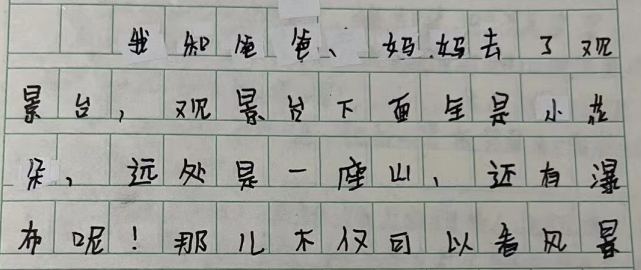 我和爸爸、妈妈去了观
景台，观景台下面全是小花
朵，远处是一座山，还有瀑
布呢！那儿不仅可以看风景